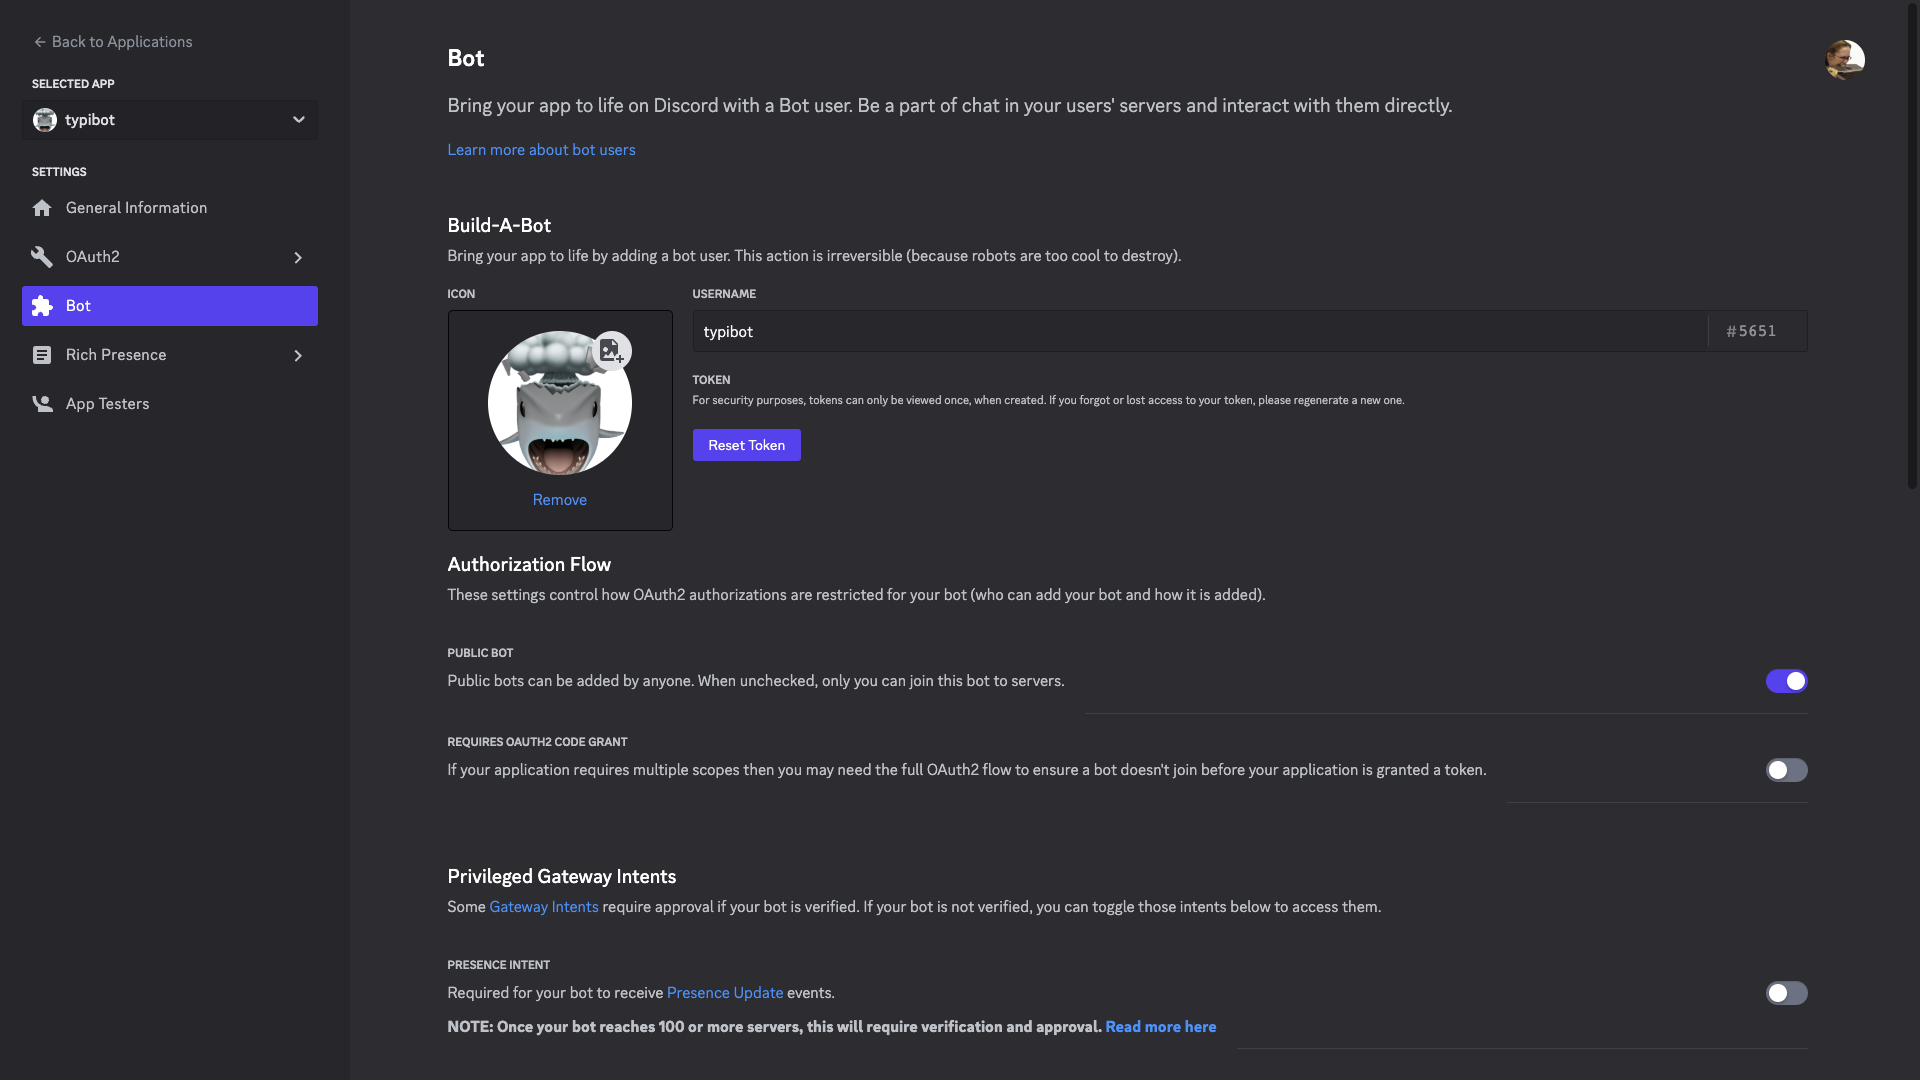 Back to Applications
SELECTED APP
typibot
SETTINGS
General Information
OAuth2
Bot
Rich Presence
App Testers
Bot
Bring your app to life on Discord with a Bot user. Be a part of chat in your users' servers and interact with them directly.
Learn more about bot users
Build-A-Bot
Bring your app to life by adding a bot user. This action is irreversible (because robots are too cool to destroy).
ICON
Remove
USERNAME
typibot
#5651
TOKEN
For security purposes, tokens can only be viewed once, when created. If you forgot or lost access to your token, please regenerate a new one.
Reset Token
Authorization Flow
These settings control how OAuth2 authorizations are restricted for your bot (who can add your bot and how it is added).
PUBLIC BOT
Public bots can be added by anyone. When unchecked, only you can join this bot to servers.
REQUIRES OAUTH2 CODE GRANT
If your application requires multiple scopes then you may need the full OAuth2 flow to ensure a bot doesn't join before your application is granted a token.
Privileged Gateway Intents
Some Gateway Intents require approval if your bot is verified. If your bot is not verified, you can toggle those intents below to access them.
PRESENCE INTENT
Required for your bot to receive Presence Update events.
NOTE: Once your bot reaches 100 or more servers, this will require verification and approval. Read more here